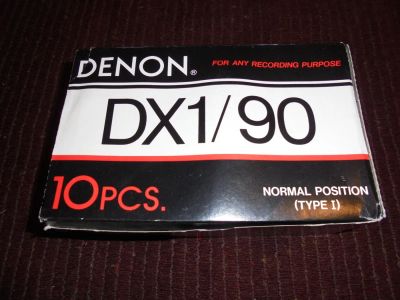 DENON®
FOR ANY RECORDING PURPOSE
DX1/90
10PCS.
NORMAL POSITION
(TYPE I)